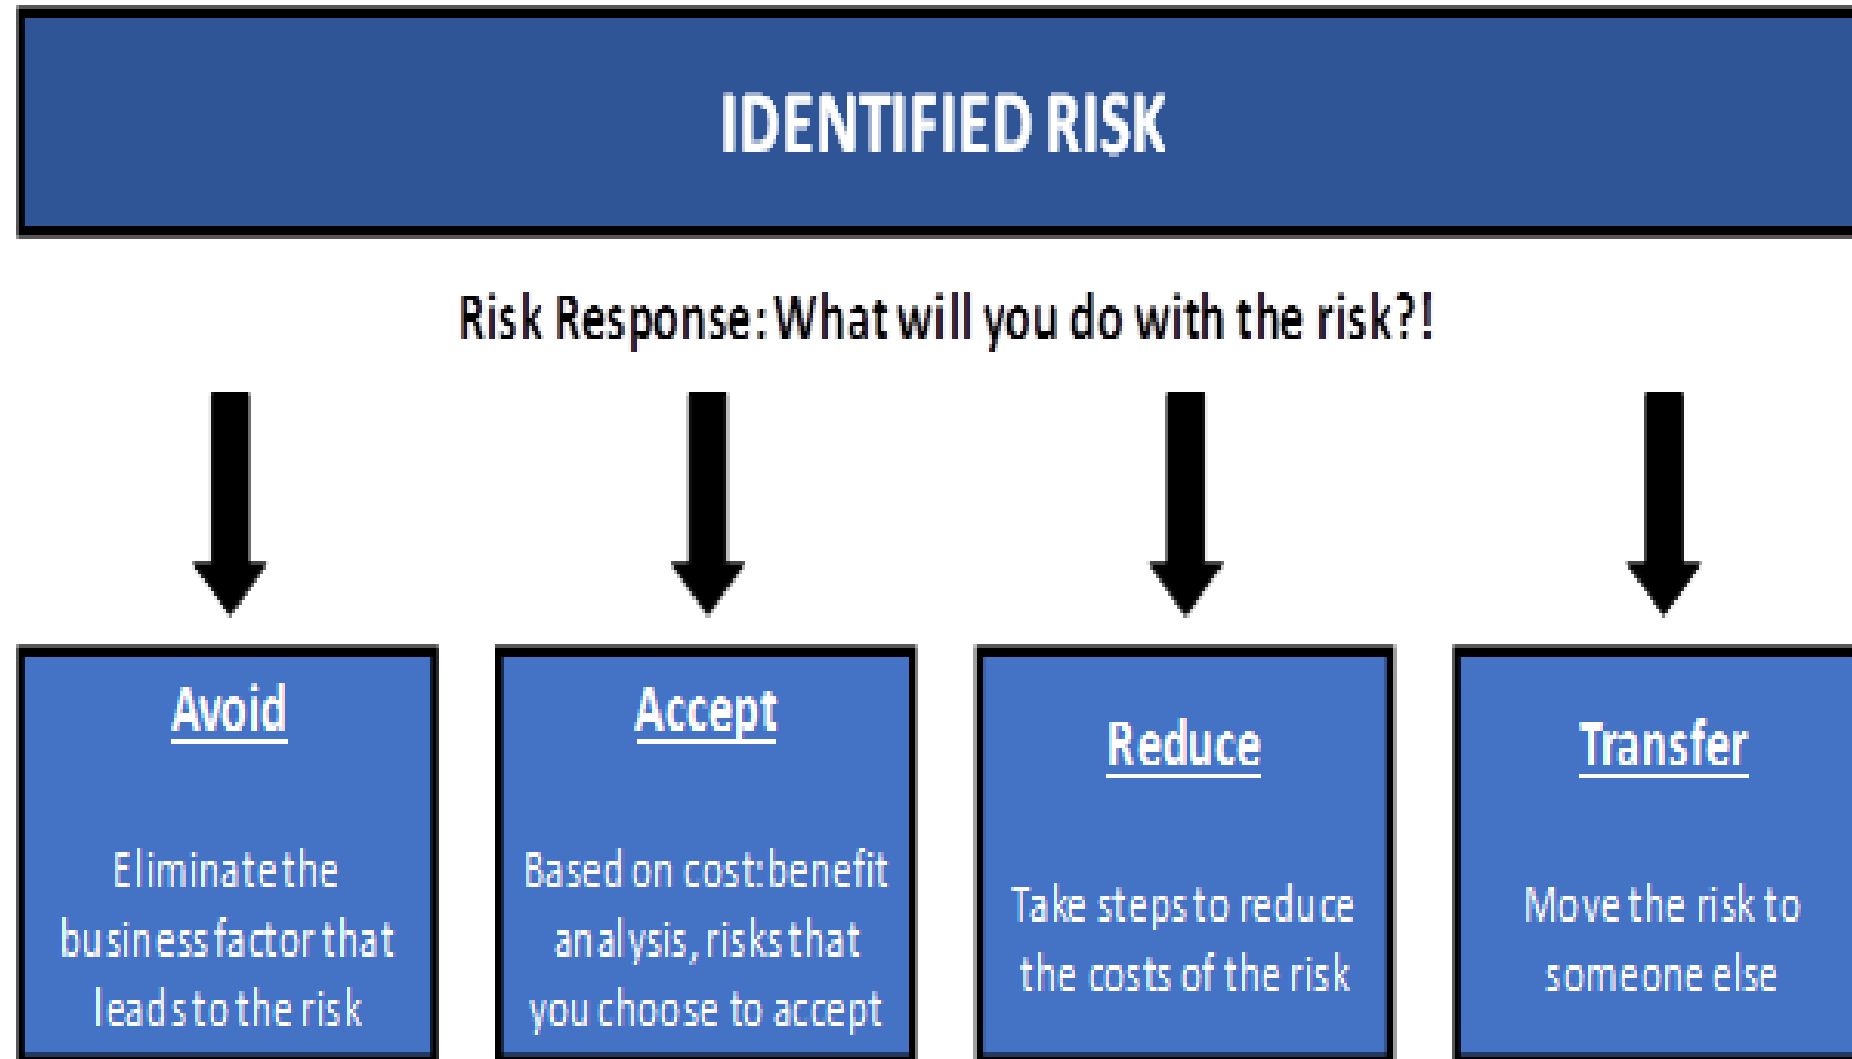 IDENTIFIED RISK
Risk Response: What will you do with the risk?!
Avoid
Eliminate the
business factor that
leads to the risk
Accept
Based on cost:benefit
analysis, risks that
you choose to accept
Reduce
Take steps to reduce
the costs of the risk
Transfer
Move the risk to
someone else